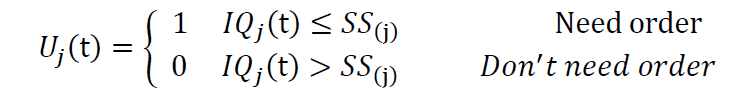 U_j(t) = { 1 IQ_j(t) ≤ SS_(j) Need order
0 IQ_j(t) > SS_(j) Don't need order